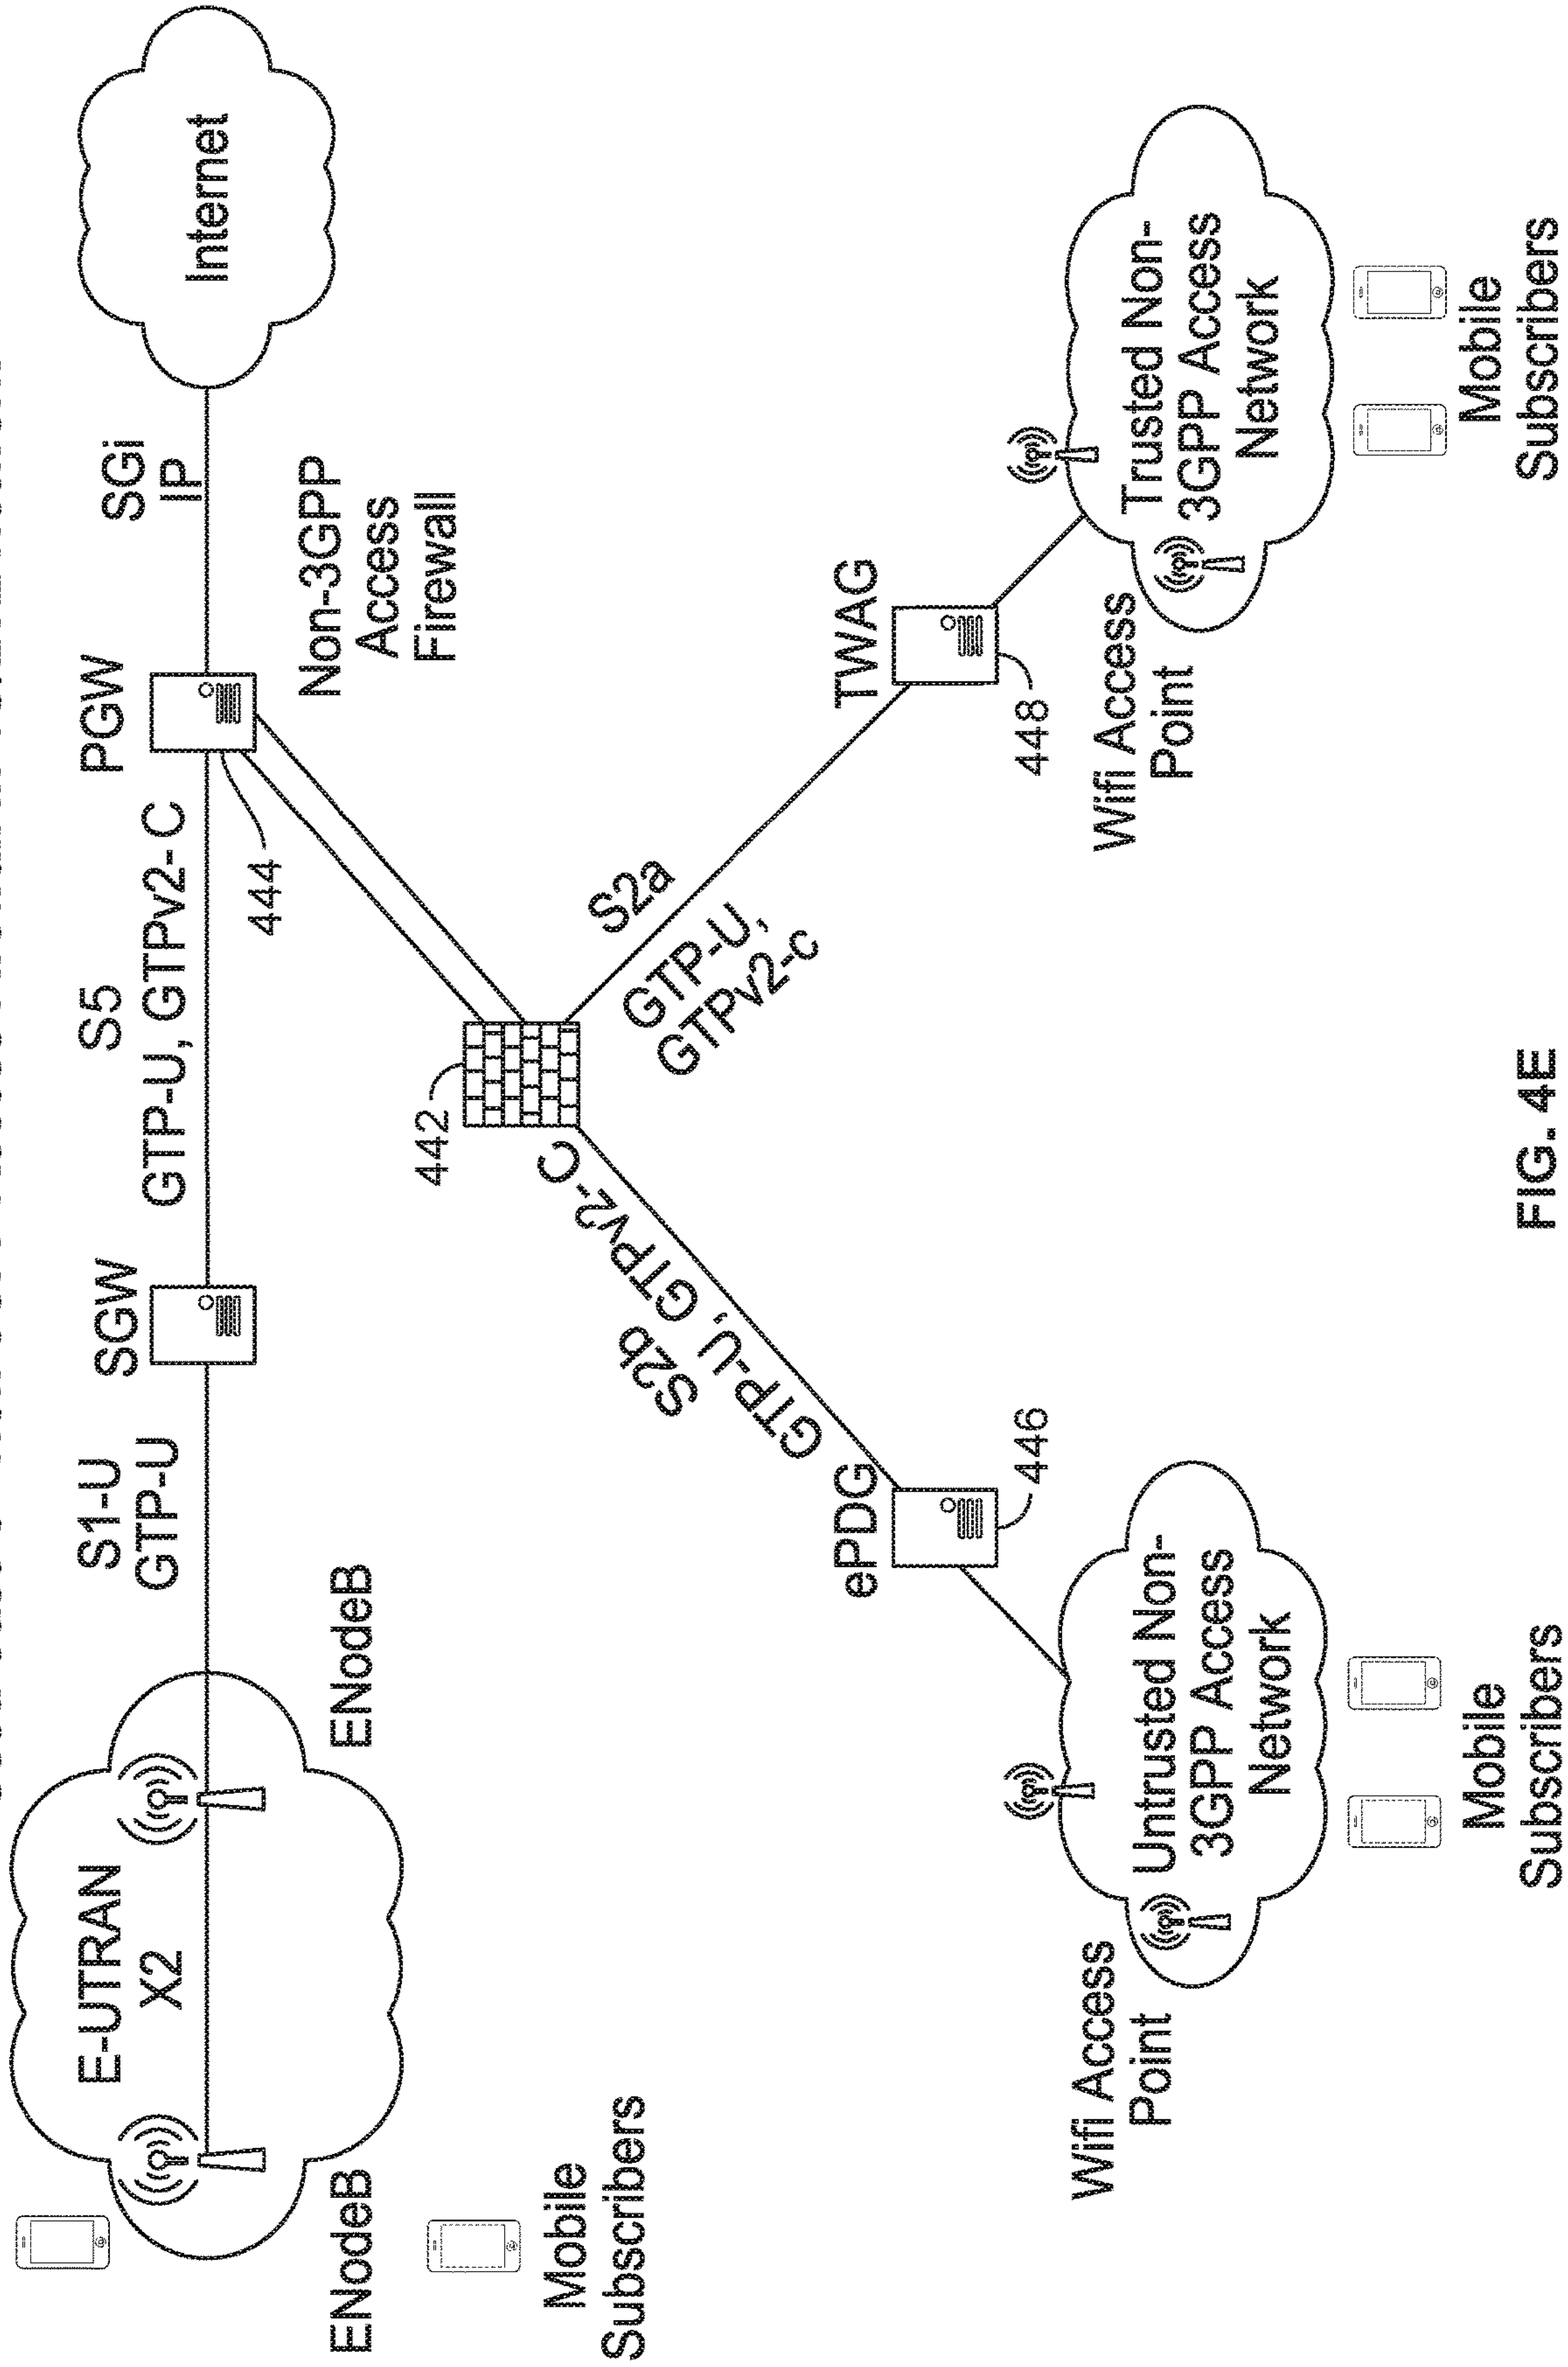 E-UTRAN
X2
ENodeB
ENodeB
Mobile
Subscribers
S1-U
GTP-U
SGW
S5
GTP-U, GTPv2- C
PGW
444
SGi
IP
Internet
Non-3GPP
Access
Firewall
442
S2b
GTP-U, GTPv2-C
S2a
GTP-U,
GTPv2-c
ePDG
446
TWAG
448
Wifi Access
Point
Untrusted Non-
3GPP Access
Network
Mobile
Subscribers
Wifi Access
Point
Trusted Non-
3GPP Access
Network
Mobile
Subscribers
FIG. 4E